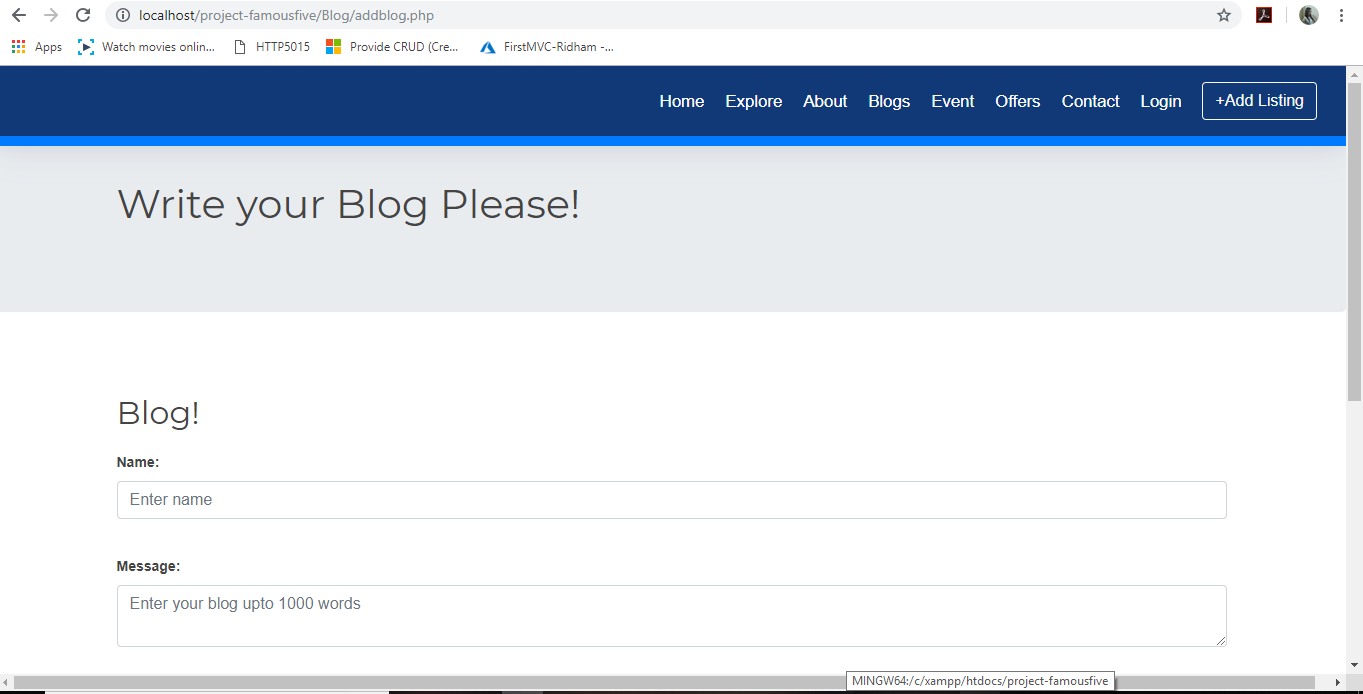 localhost/project-famousfive/Blog/addblog.php
Apps Watch movies onlin... HTTP5015 Provide CRUD (Cre... FirstMVC-Ridham -...
Home Explore About Blogs Event Offers Contact Login +Add Listing
Write your Blog Please!
Blog!
Name:
Enter name
Message:
Enter your blog upto 1000 words
MINGW64:/c/xampp/htdocs/project-famousfive